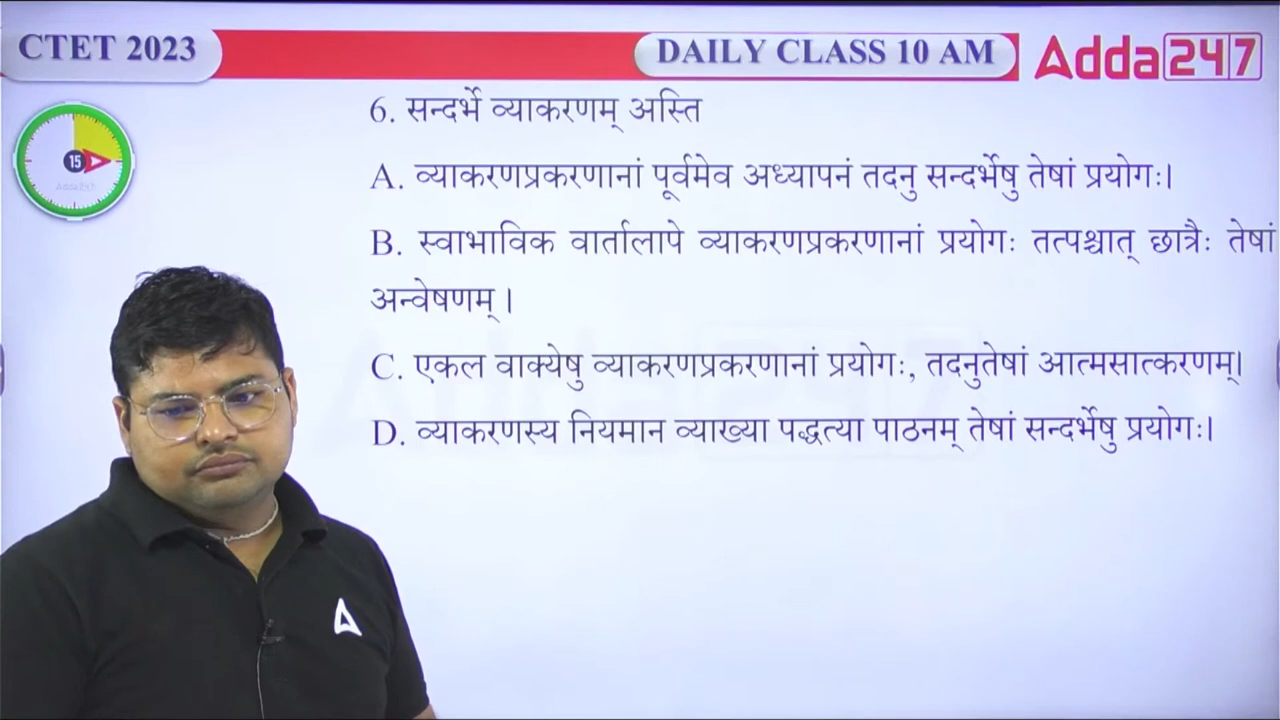 CTET 2023
DAILY CLASS 10 AM
Adda247
15
Adda247
6. सन्दर्भे व्याकरणम् अस्ति
A. व्याकरणप्रकरणानां पूर्वमेव अध्यापनं तदनु सन्दर्भेषु तेषां प्रयोगः।
B. स्वाभाविक वार्तालापे व्याकरणप्रकरणानां प्रयोगः तत्पश्चात् छात्रैः तेषां
अन्वेषणम् ।
C. एकल वाक्येषु व्याकरणप्रकरणानां प्रयोगः, तदनुतेषां आत्मसात्करणम्।
D. व्याकरणस्य नियमान व्याख्या पद्धत्या पाठनम् तेषां सन्दर्भेषु प्रयोगः।